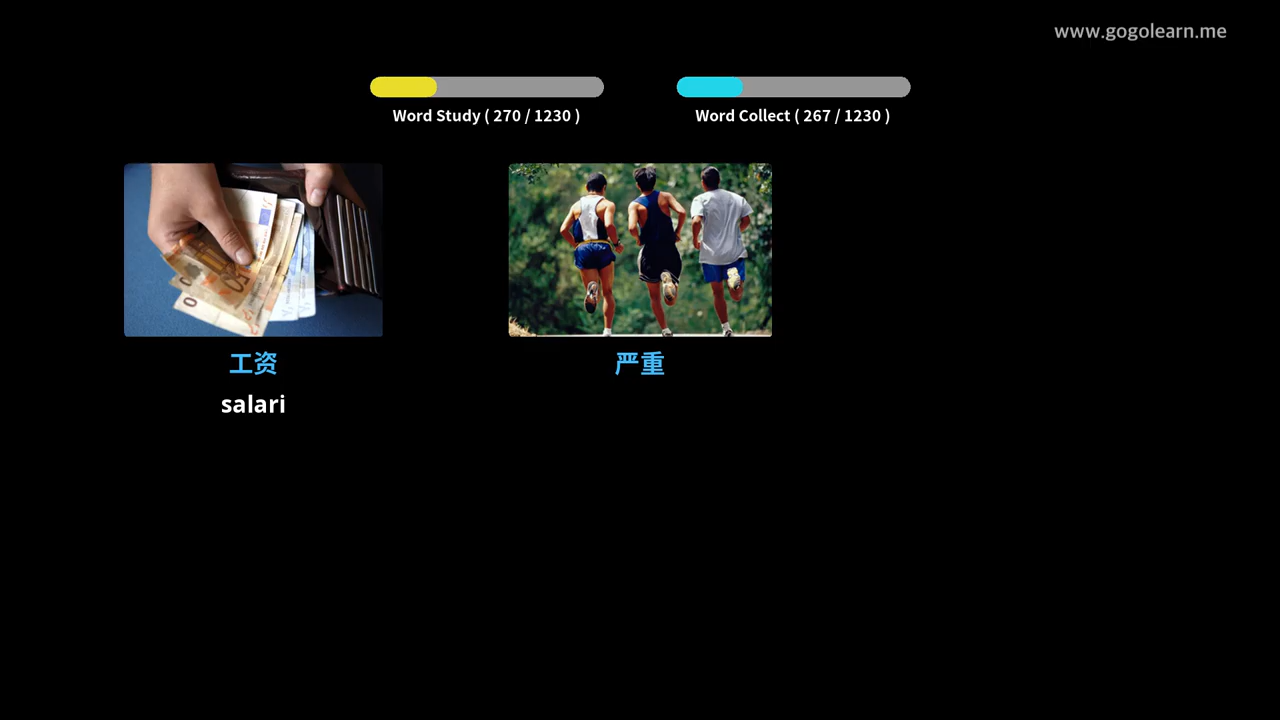 www.gogolearn.me
Word Study ( 270 / 1230 )
Word Collect ( 267 / 1230 )
工资
严重
salari